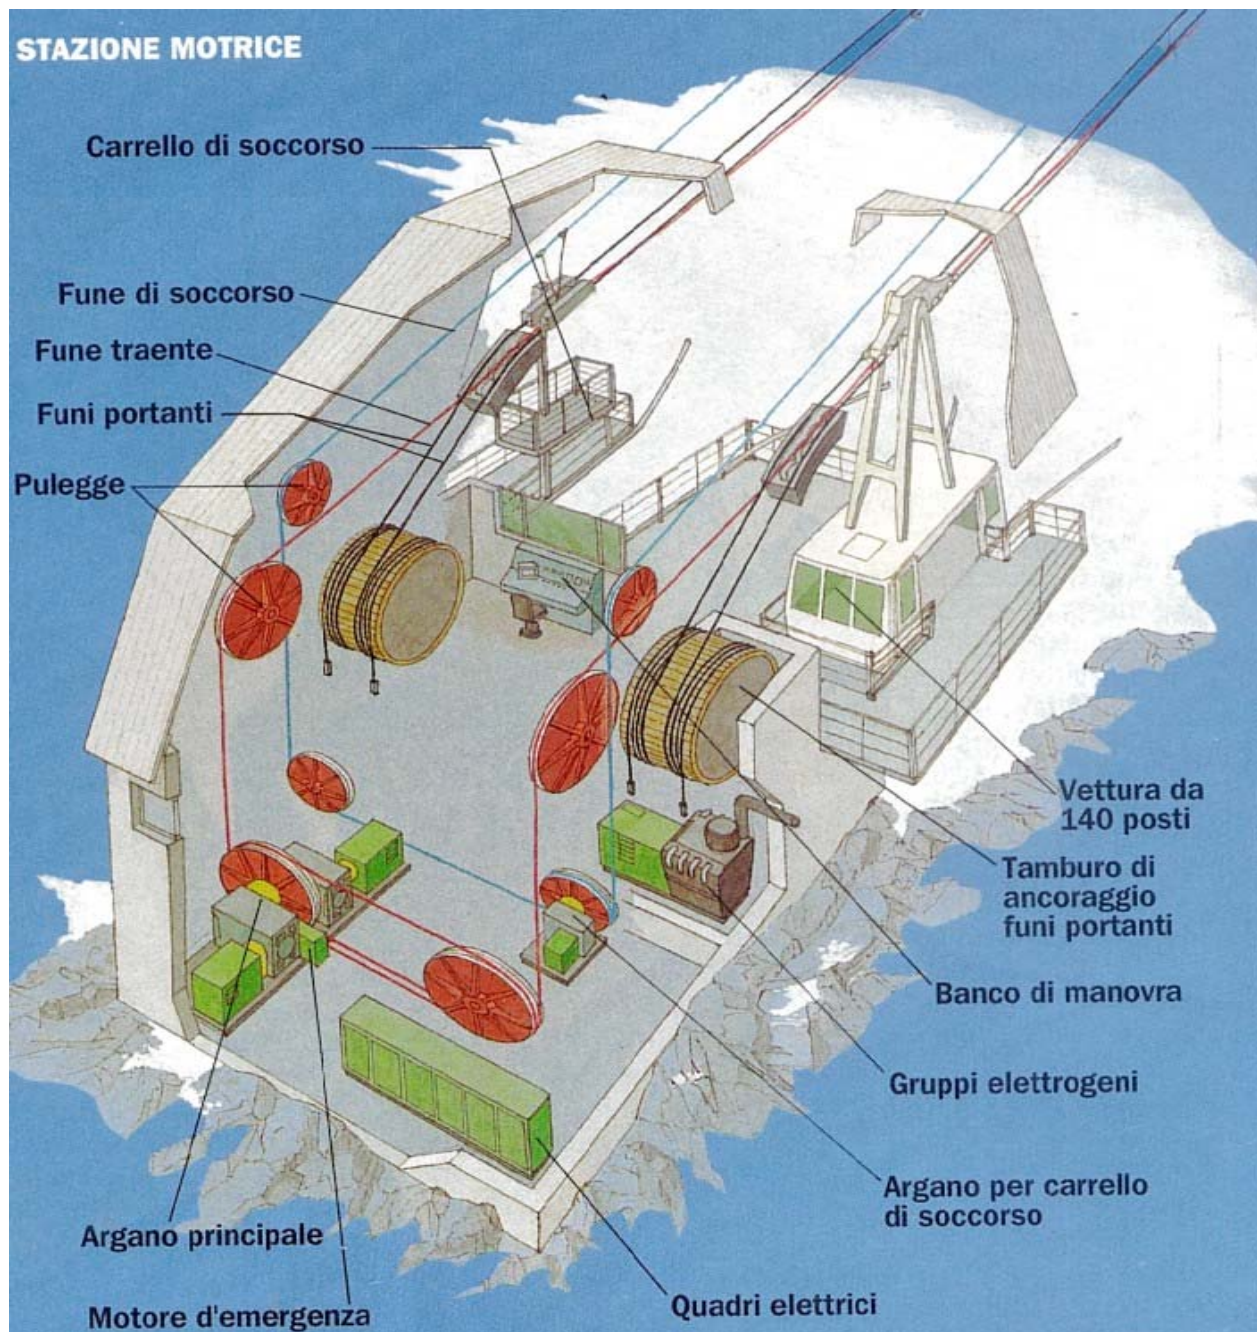 STAZIONE MOTRICE
Carrello di soccorso
Fune di soccorso
Fune traente
Funi portanti
Pulegge
Vettura da
140 posti
Tamburo di
ancoraggio
funi portanti
Banco di manovra
Gruppi elettrogeni
Argano per carrello
di soccorso
Argano principale
Motore d'emergenza
Quadri elettrici